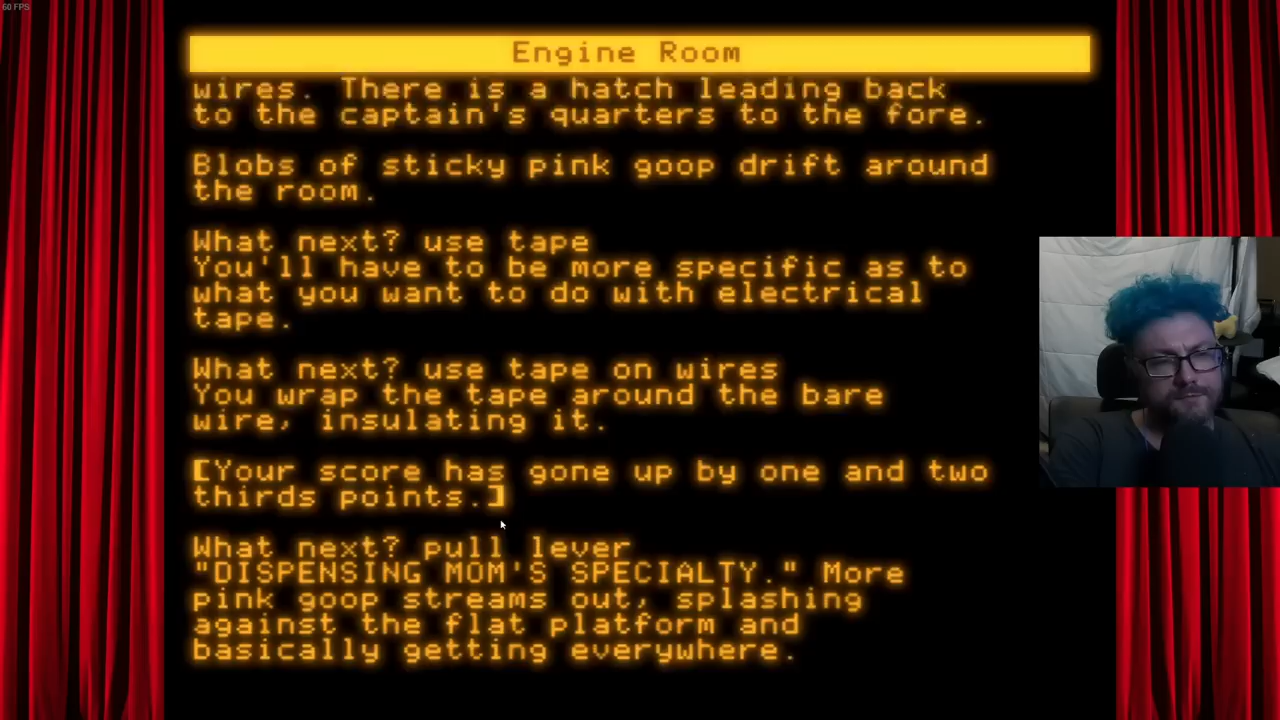 60 FPS
Engine Room
wires. There is a hatch leading back
to the captain's quarters to the fore.
Blobs of sticky pink goop drift around
the room.
What next? use tape
You'll have to be more specific as to
what you want to do with electrical
tape.
What next? use tape on wires
You wrap the tape around the bare
wire, insulating it.
[Your score has gone up by one and two
thirds points.]
What next? pull lever
"DISPENSING MOM'S SPECIALTY." More
pink goop streams out, splashing
against the flat platform and
basically getting everywhere.